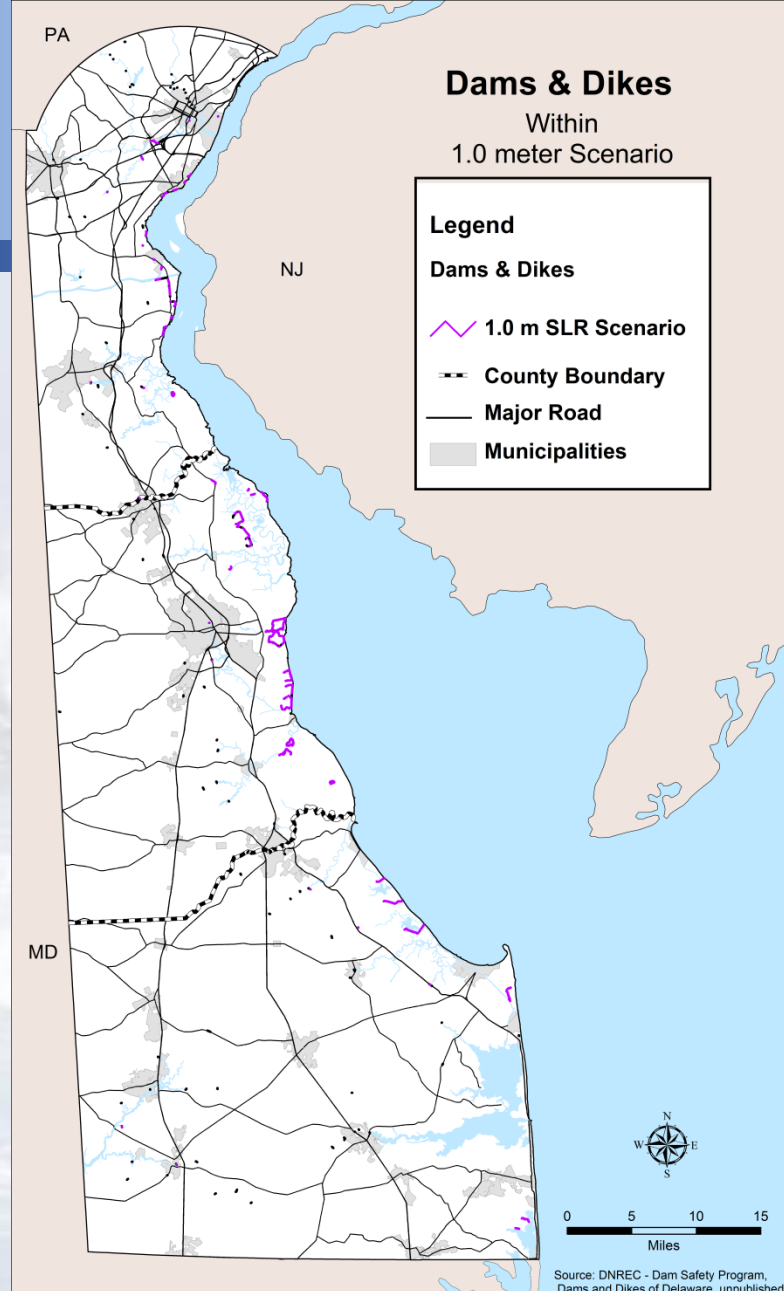 PA
Dams & Dikes
Within
1.0 meter Scenario
Legend
Dams & Dikes
NJ
1.0 m SLR Scenario
County Boundary
Major Road
Municipalities
MD
N
W
E
S
0 5 10 15
Miles
Source: DNREC - Dam Safety Program,
Dams and Dikes of Delaware, unpublished